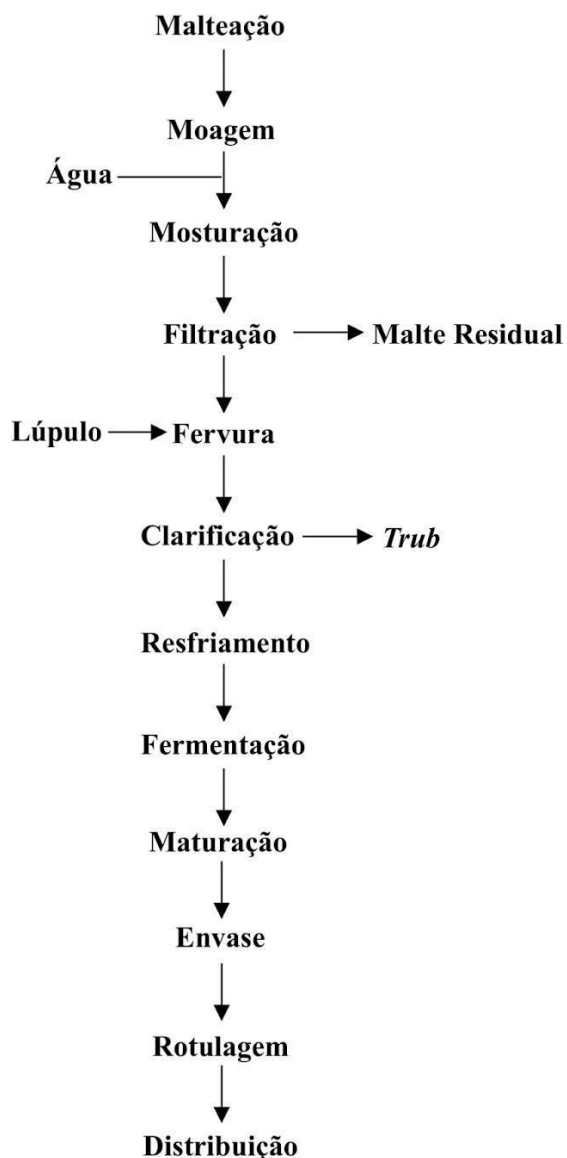 Malteação
Moagem
Água
Mosturação
Filtração
Malte Residual
Lúpulo
Fervura
Clarificação
Trub
Resfriamento
Fermentação
Maturação
Envase
Rotulagem
Distribuição